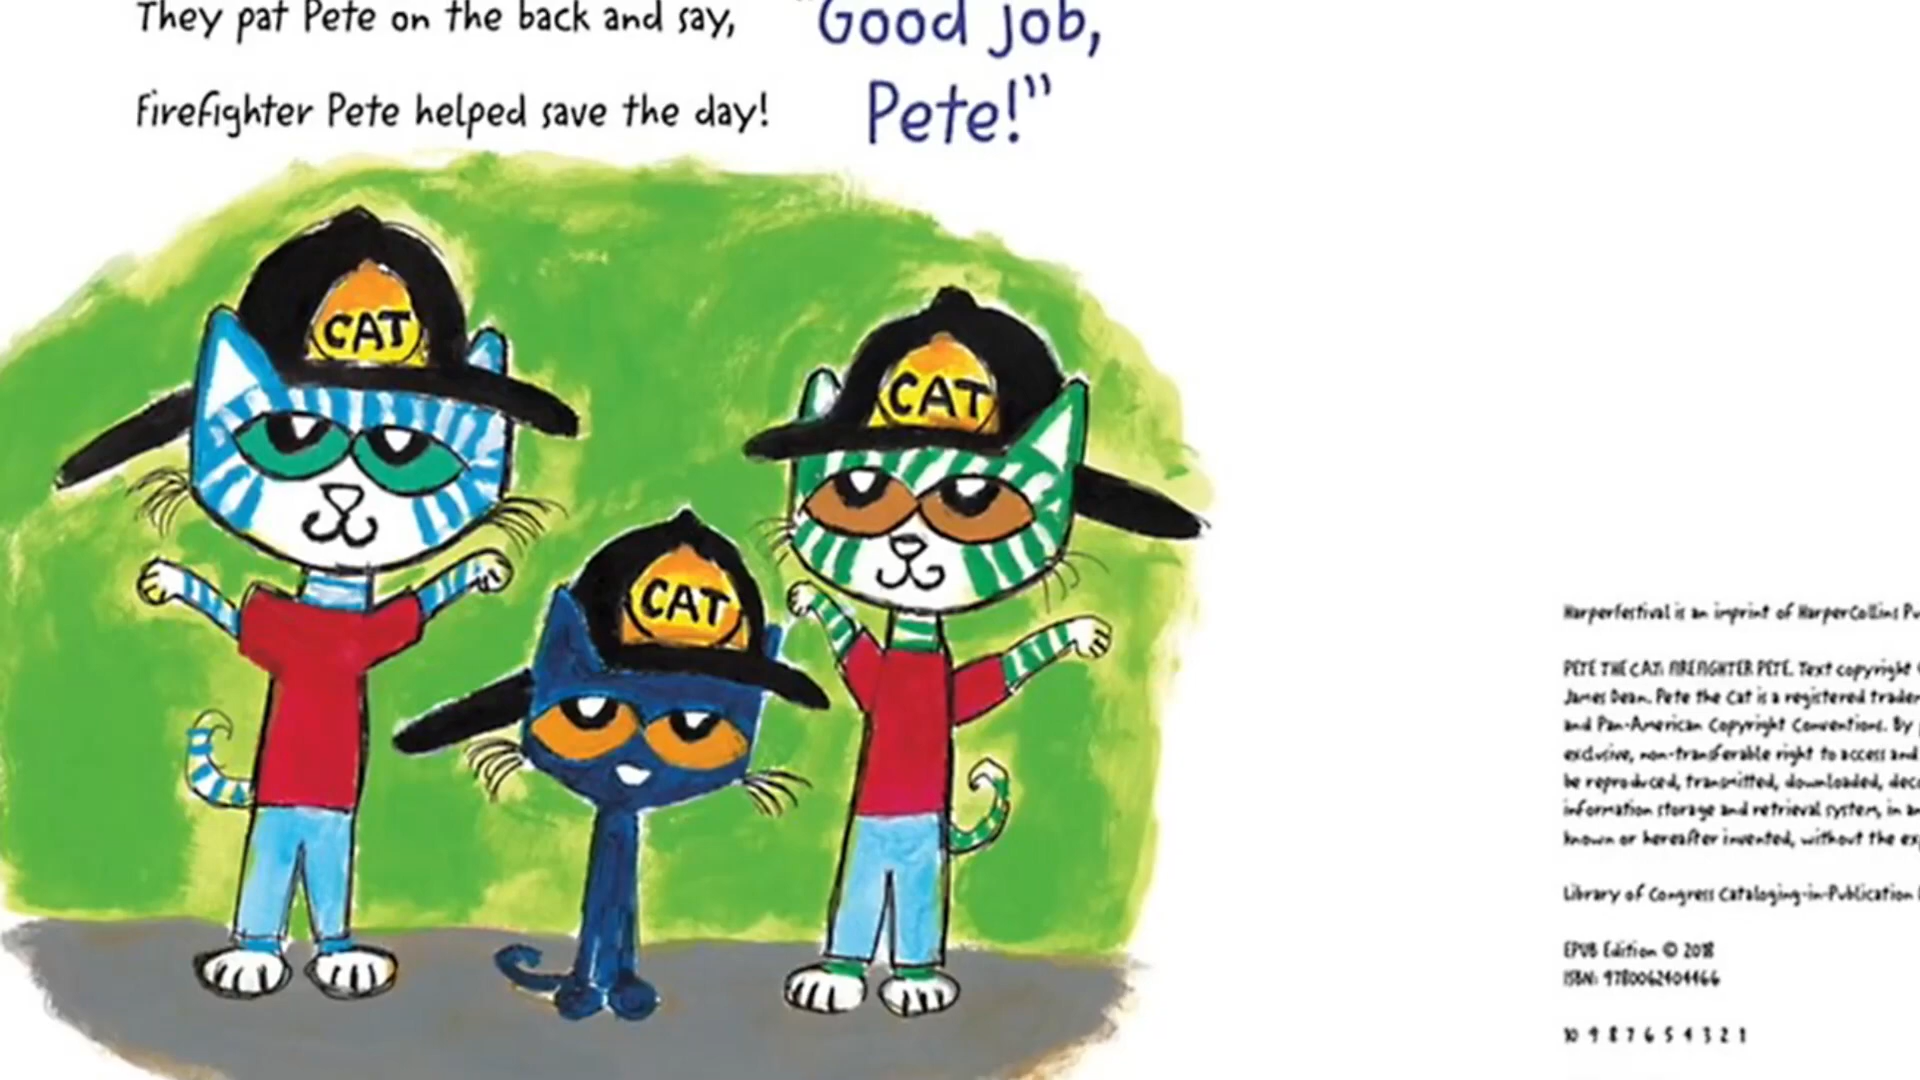 They pat Pete on the back and say,
"Good job,
Pete!"
Firefighter Pete helped save the day!
CAT
CAT
CAT
HarperFestival is an imprint of HarperCollins
PETE THE CAT: FIREFIGHTER PETE. Text copyright
James Dean. Pete the Cat is a registered
and Pan-American Copyright Conventions. By
exclusive, non-transferable right to access and
be reproduced, transmitted, downloaded,
information storage and retrieval system, in
known or hereafter invented, without the
Library of Congress Cataloging-in-Publication
EPUB Edition © 2018
ISBN: 9780062404466
10 9 8 7 6 5 4 3 2 1